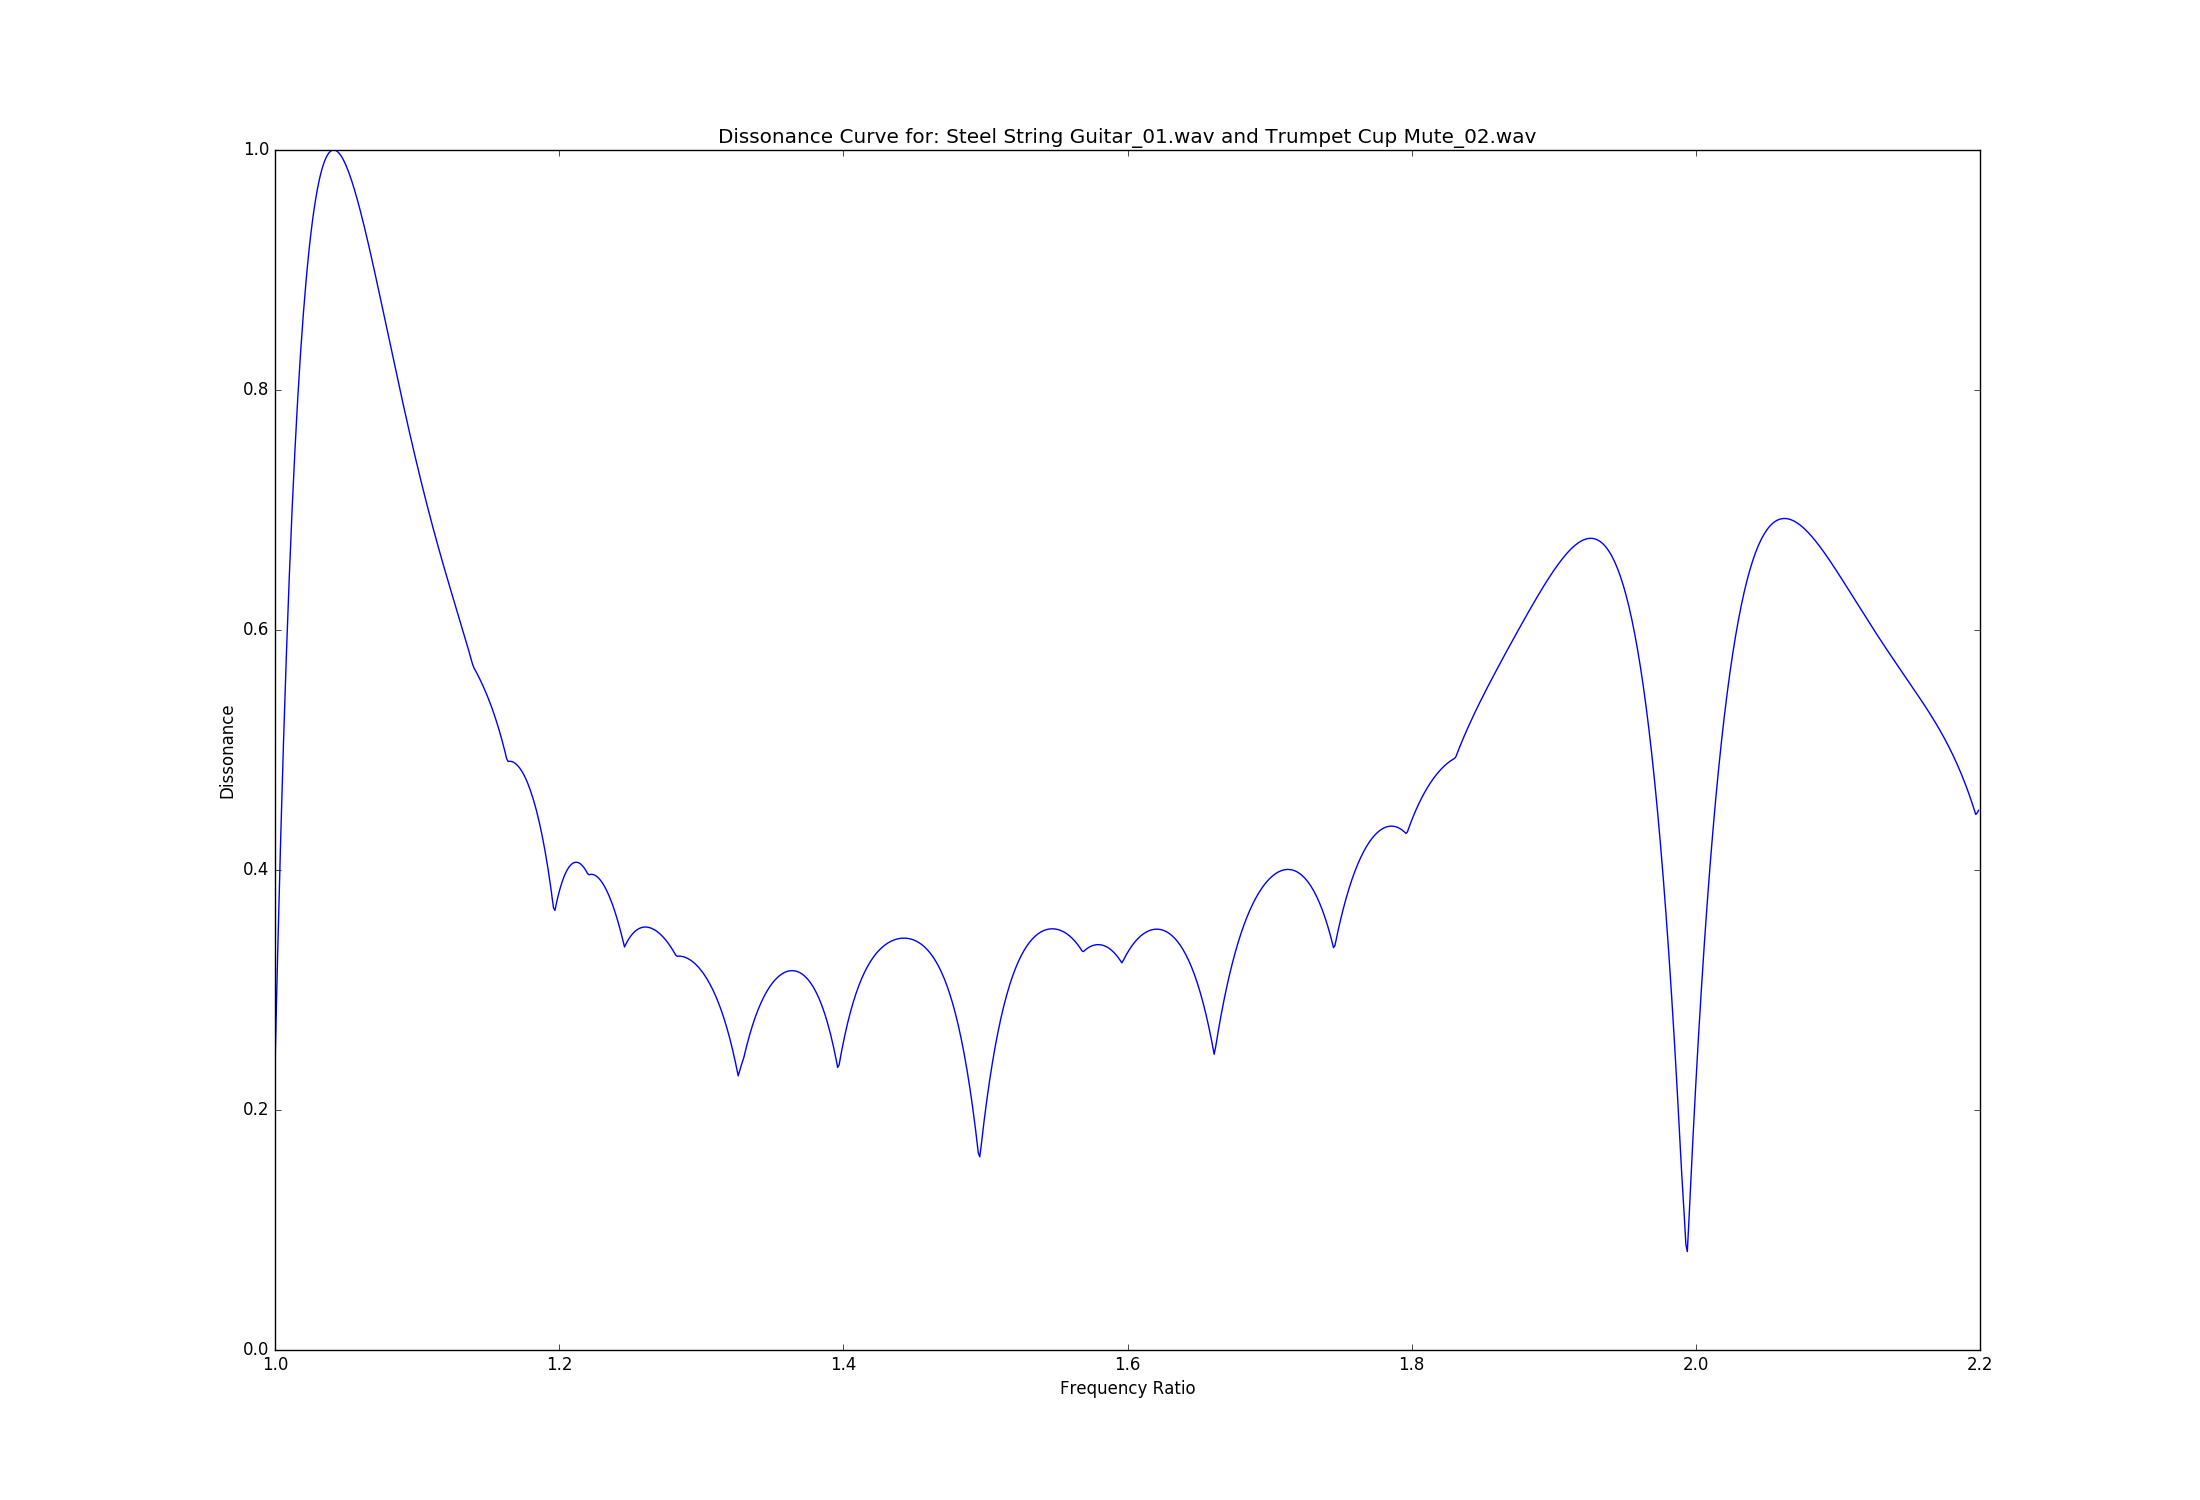 Dissonance Curve for: Steel String Guitar_01.wav and Trumpet Cup Mute_02.wav
1.0
0.8
0.6
0.4
0.2
0.0
Dissonance
1.0 1.2 1.4 1.6 1.8 2.0 2.2
Frequency Ratio